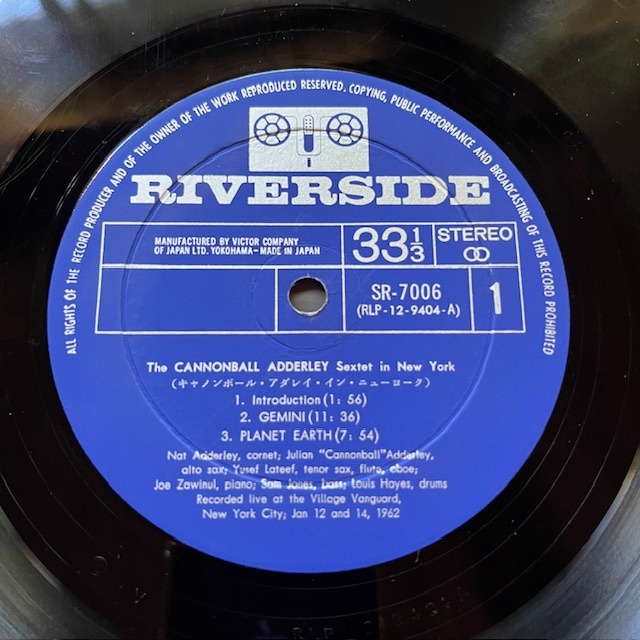 ALL RIGHTS OF THE RECORD PRODUCER AND OF THE OWNER OF THE WORK REPRODUCED RESERVED. COPYING, PUBLIC PERFORMANCE AND BROADCASTING OF THIS RECORD PROHIBITED
RIVERSIDE
MANUFACTURED BY VICTOR COMPANY
OF JAPAN LTD. YOKOHAMA-MADE IN JAPAN
33 1/3
STEREO
SR-7006
(RLP-12-9404-A)
1
The CANNONBALL ADDERLEY Sextet in New York
(キャノンボール・アダレイ・イン・ニューヨーク)
1. Introduction(1: 56)
2. GEMINI(11: 36)
3. PLANET EARTH(7: 54)
Nat Adderley, cornet; Julian "Cannonball"Adderley,
alto sax; Yusef Lateef, tenor sax, flute, oboe;
Joe Zawinul, piano; Sam Jones, bass; Louis Hayes, drums
Recorded live at the Village Vanguard,
New York City; Jan 12 and 14, 1962